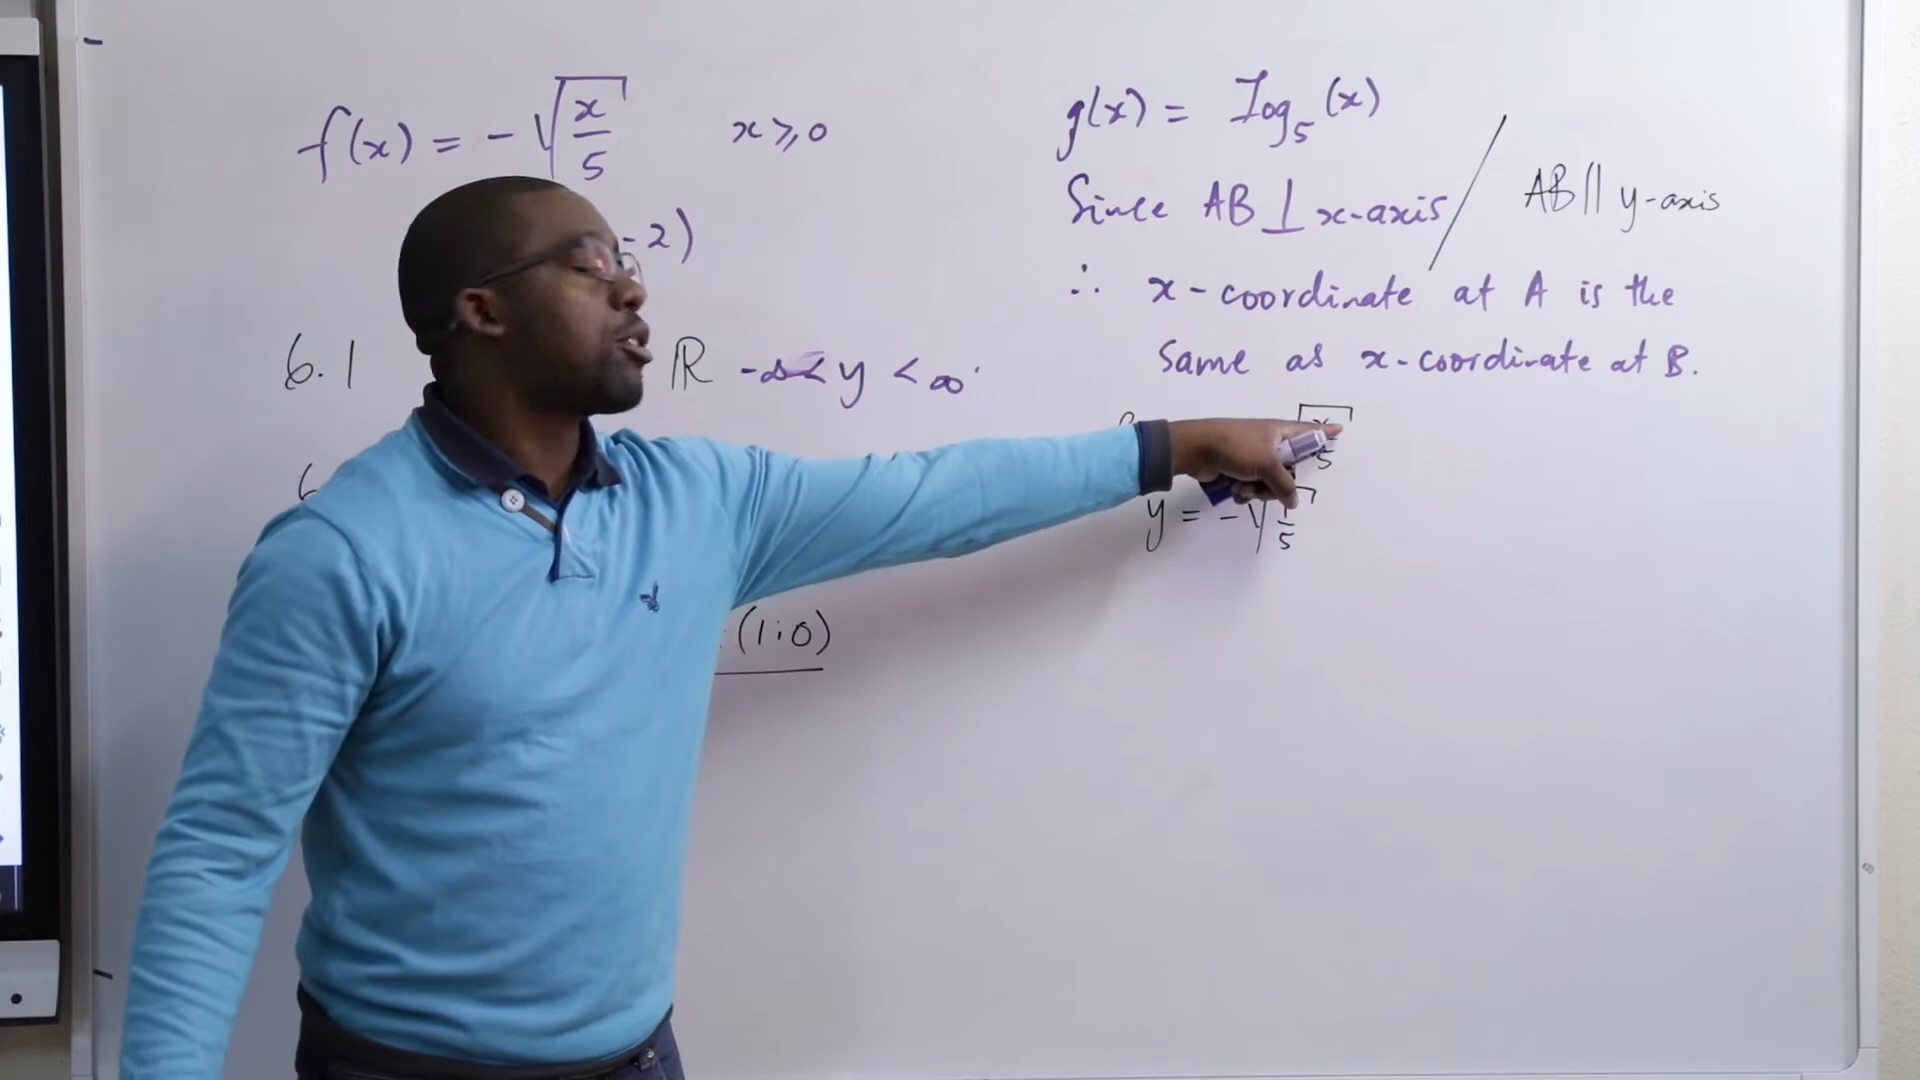 f(x) = -√(x/5)    x ⩾ 0
-2)
6.1    ℝ -∞ < y < ∞
: (1;0)
g(x) = log₅(x)
Since AB ⊥ x-axis / AB || y-axis
∴ x-coordinate at A is the
Same as x-coordinate at B.
y = -√(1/5)